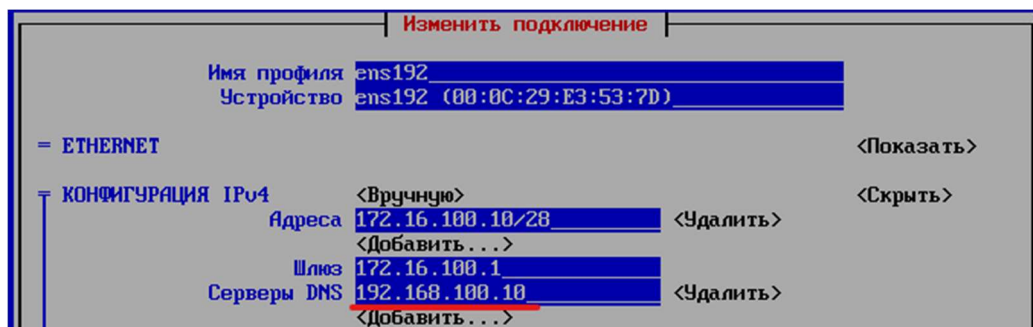 Изменить подключение
Имя профиля ens192
Устройство ens192 (00:0C:29:E3:53:7D)
= ETHERNET <Показать>
КОНФИГУРАЦИЯ IPv4 <Вручную> <Скрыть>
Адреса 172.16.100.10/28 <Удалить>
<Добавить...>
Шлюз 172.16.100.1
Серверы DNS 192.168.100.10 <Удалить>
<Добавить...>